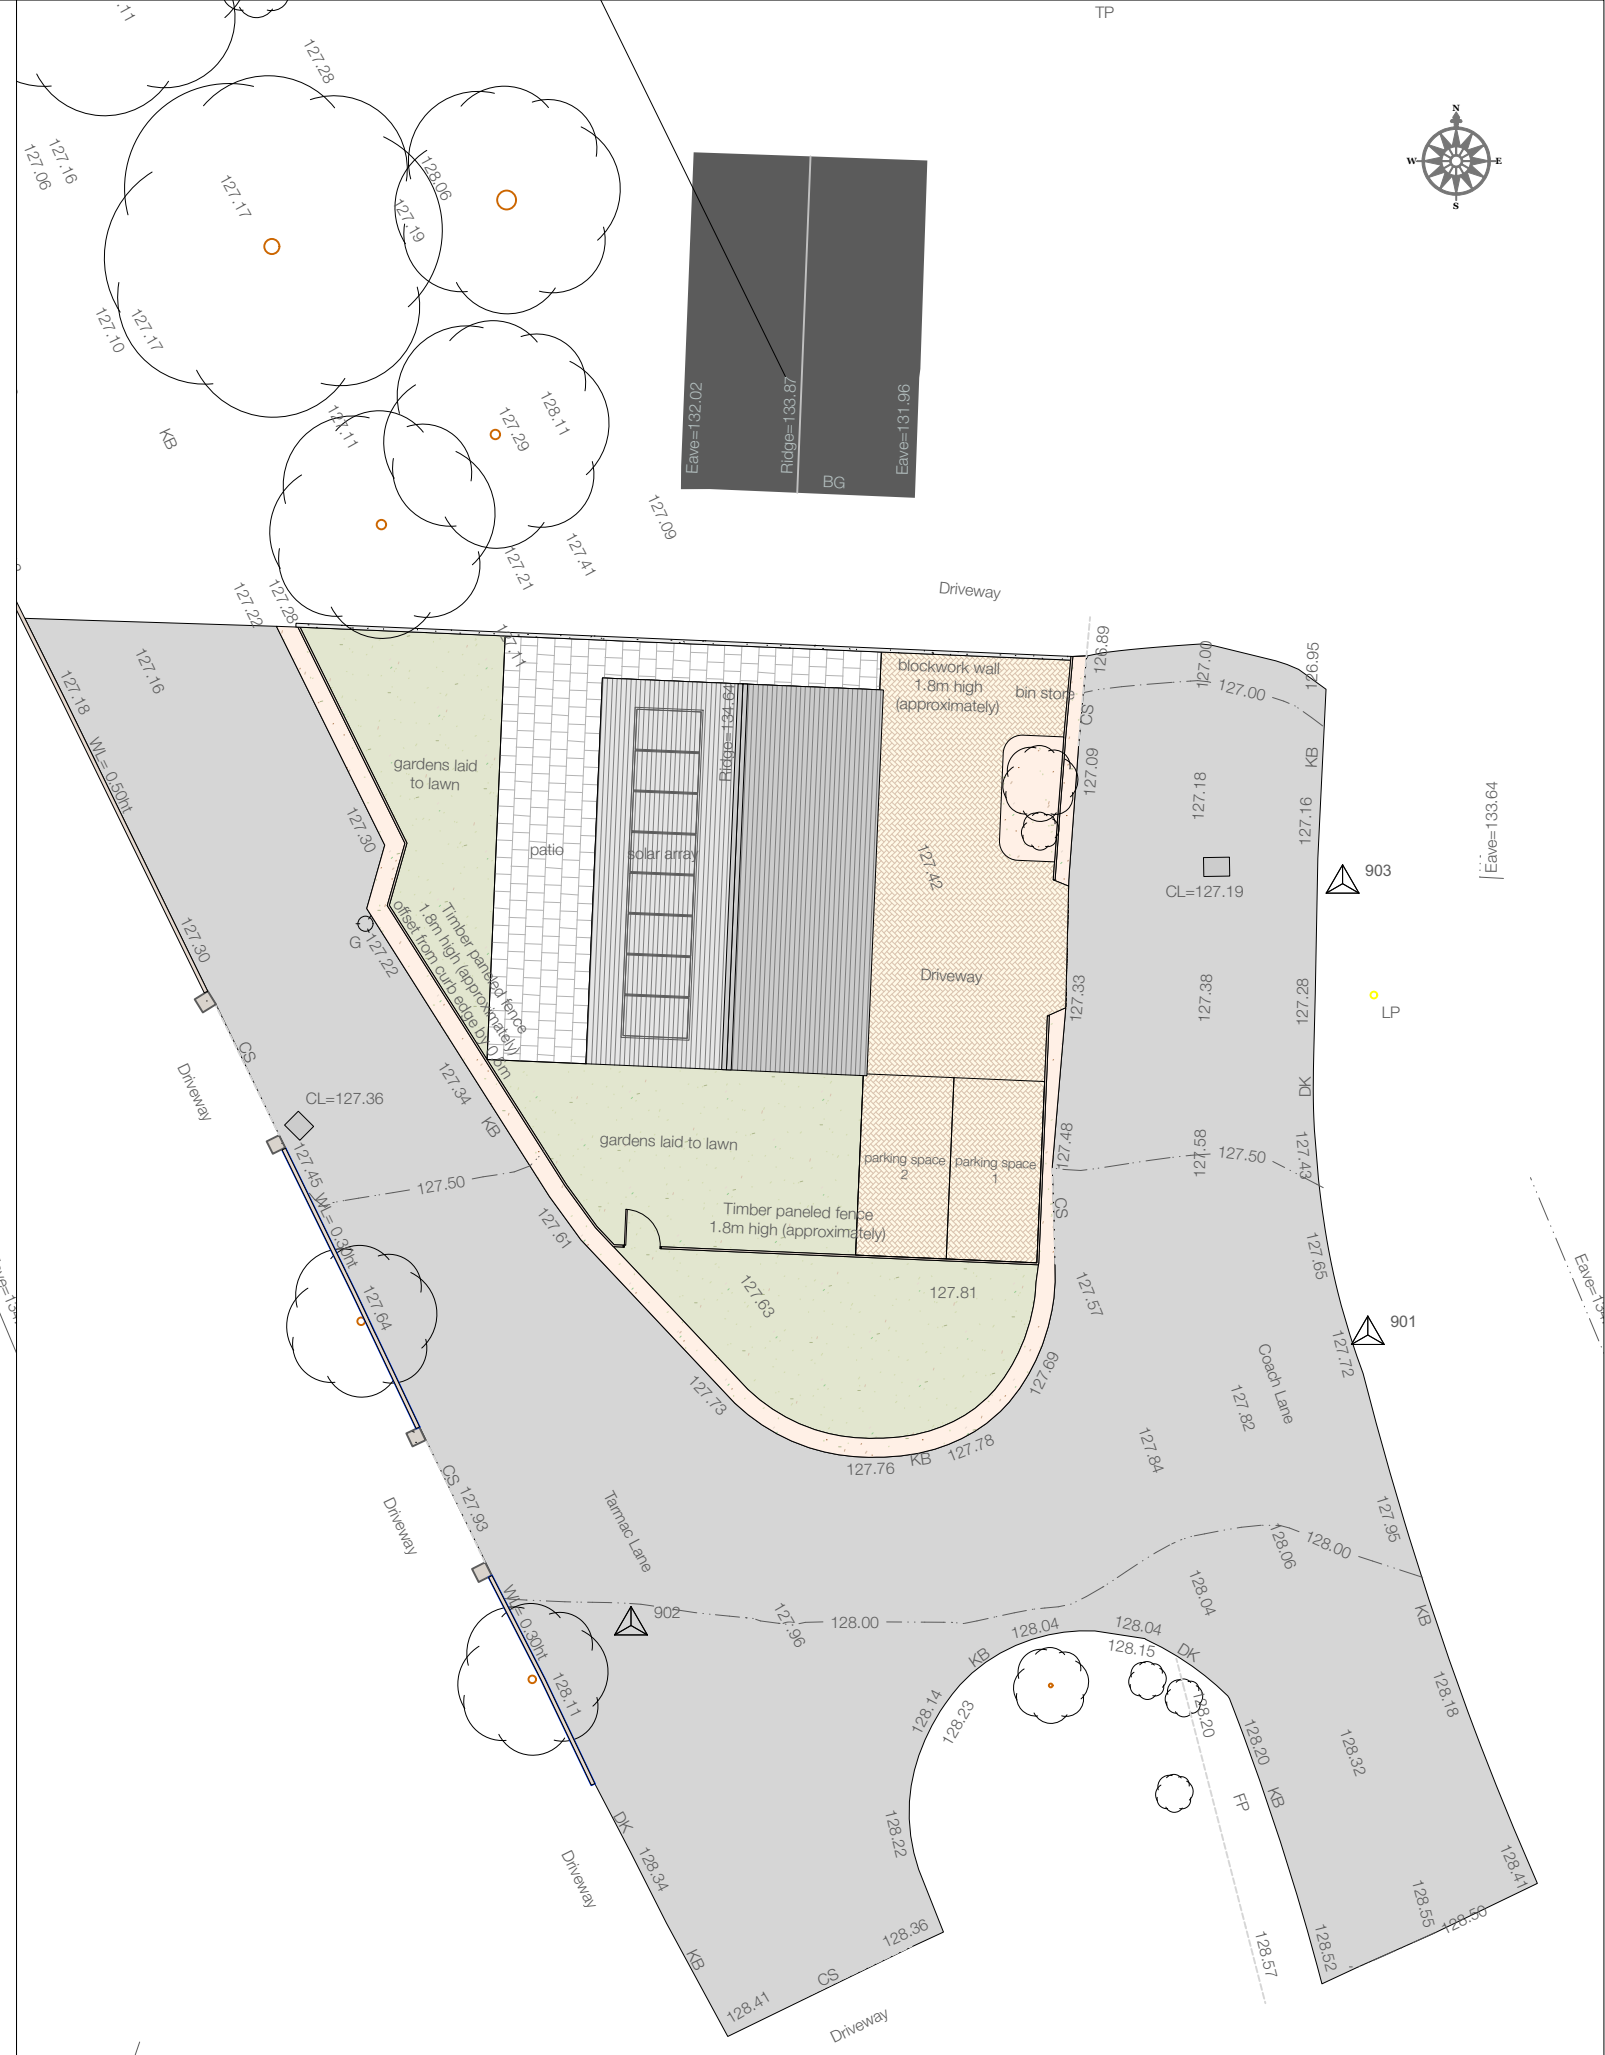 .11
TP
127.28
N
W
E
S
127.16
127.06
128.06
127.17
127.19
127.10
127.17
Eave=132.02
Ridge=133.87
Eave=131.96
BG
KB
127.11
127.29
128.11
127.09
127.41
127.21
Driveway
127.22
127.28
127.11
126.89
127.00
126.95
127.16
127.18
blockwork wall
1.8m high
(approximately)
bin store
127.00
CS
Ridge=134.64
KB
WL= 0.50ht
gardens laid
to lawn
127.09
127.18
127.16
127.30
patio
solar array
127.42
Eave=133.64
903
CL=127.19
127.30
G
127.22
Timber paneled fence
1.8m high (approximately)
offset from curb edge by 0.5m
Driveway
127.33
127.38
127.28
LP
CS
Driveway
CL=127.36
127.34
KB
DK
gardens laid to lawn
parking space
2
parking space
1
127.48
127.58
127.50
127.43
127.45
127.50
WL= 0.30ht
CS
Timber paneled fence
1.8m high (approximately)
127.61
127.65
127.64
127.63
127.81
127.57
901
127.72
127.73
127.69
Coach Lane
127.82
127.76
KB
127.78
127.84
CS
127.93
Driveway
Tarmac Lane
127.95
128.06
128.00
WL= 0.30ht
902
127.96
128.00
128.04
128.04
128.04
128.15
KB
DK
KB
128.11
128.14
128.23
128.20
128.20
128.18
128.32
FP
KB
DK
128.22
128.34
Driveway
128.41
128.55
128.50
128.36
128.57
128.52
KB
CS
128.41
Driveway